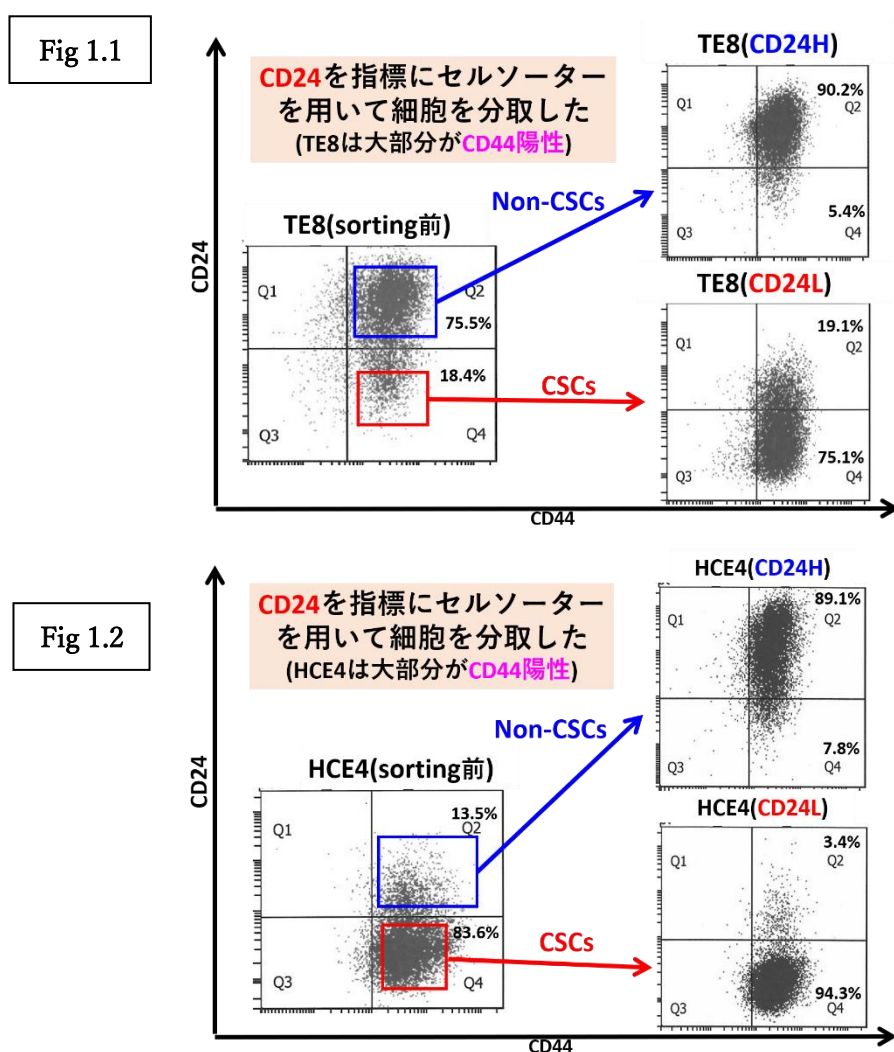 Fig 1.1
CD24を指標にセルソーター
を用いて細胞を分取した
(TE8は大部分がCD44陽性)
TE8(CD24H)
90.2%
Q1
Q2
5.4%
Q3
Q4
Non-CSCs
TE8(sorting前)
CD24
Q1
Q2
75.5%
18.4%
Q3
Q4
CSCs
TE8(CD24L)
19.1%
Q1
Q2
75.1%
Q3
Q4
CD44
Fig 1.2
CD24を指標にセルソーター
を用いて細胞を分取した
(HCE4は大部分がCD44陽性)
HCE4(CD24H)
89.1%
Q1
Q2
7.8%
Q3
Q4
Non-CSCs
HCE4(sorting前)
CD24
13.5%
Q1
Q2
83.6%
Q3
Q4
CSCs
HCE4(CD24L)
3.4%
Q1
Q2
94.3%
Q3
Q4
CD44